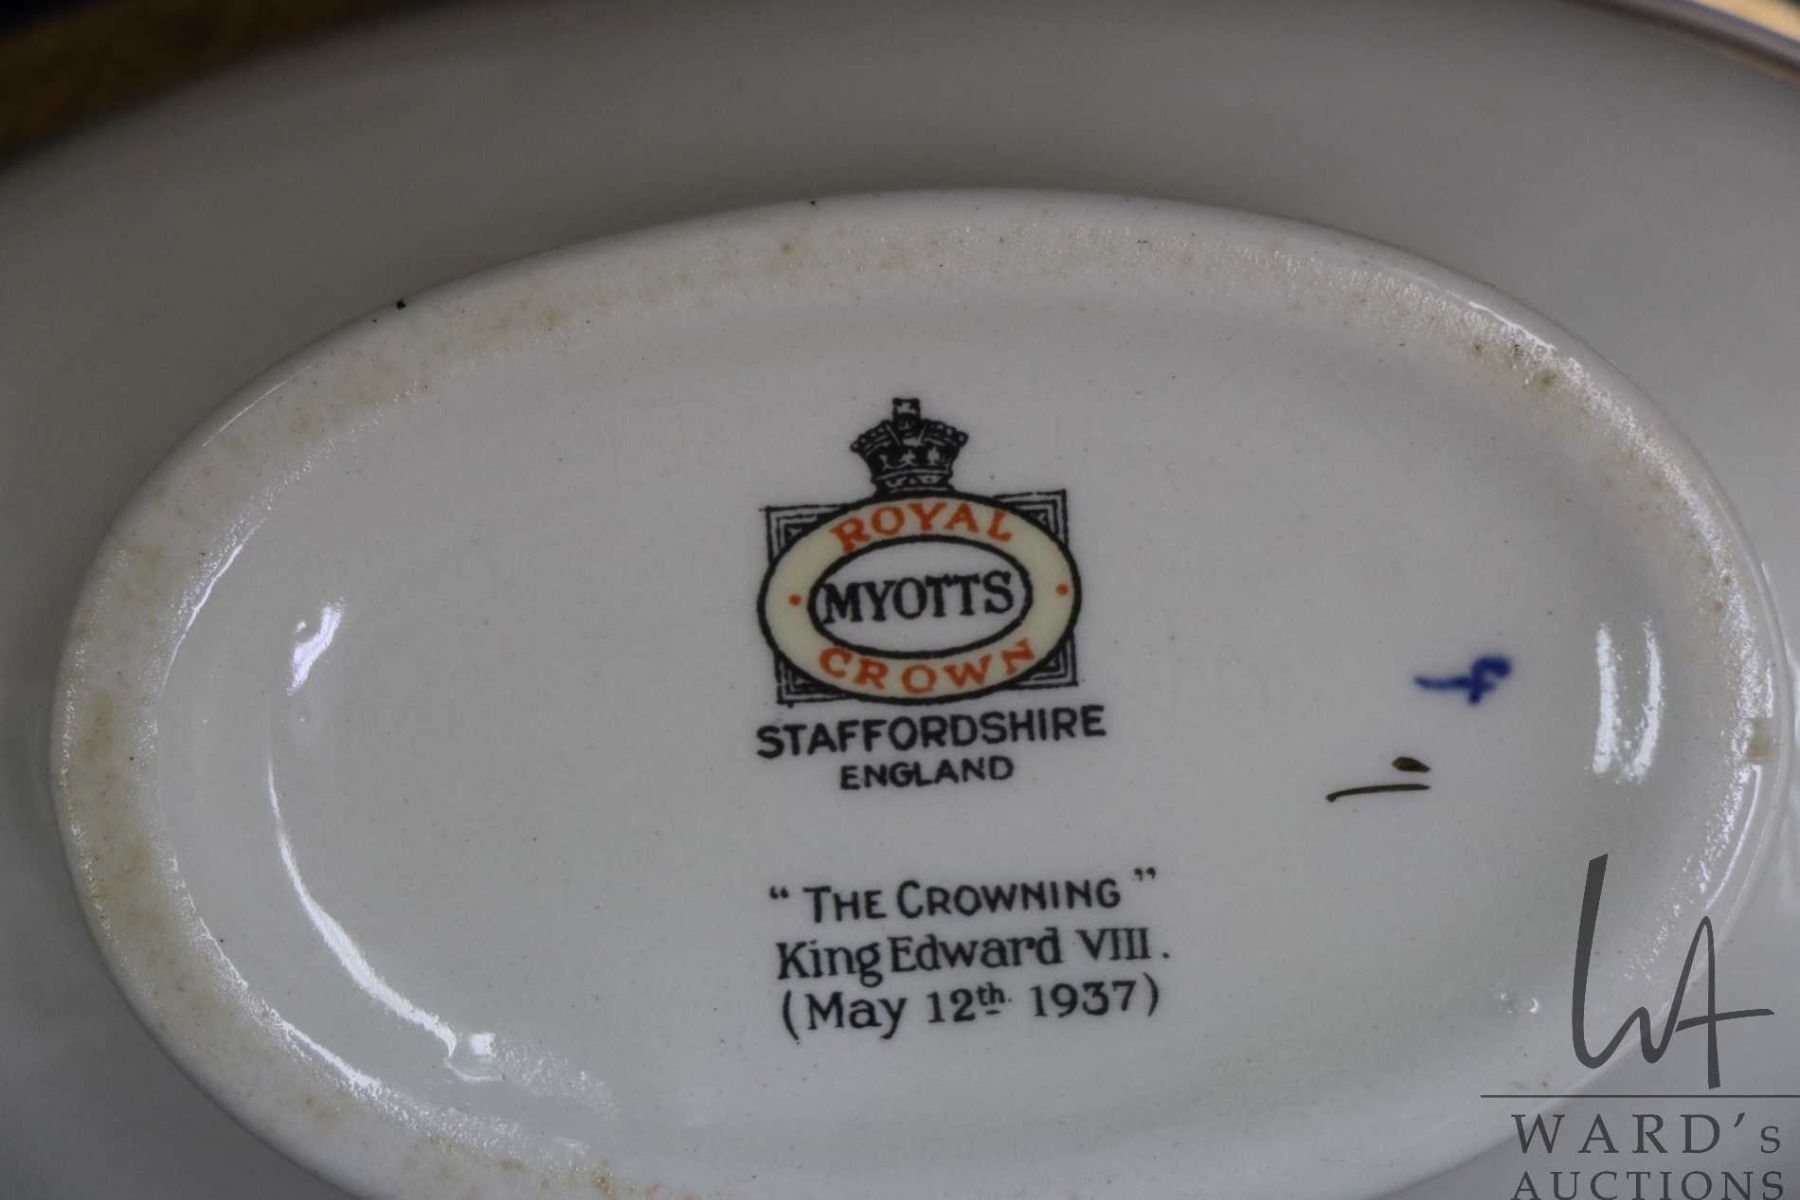 ROYAL
MYOTTS
CROWN
STAFFORDSHIRE
ENGLAND
"THE CROWNING"
King Edward VIII.
(May 12th. 1937)
WARD's
AUCTIONS